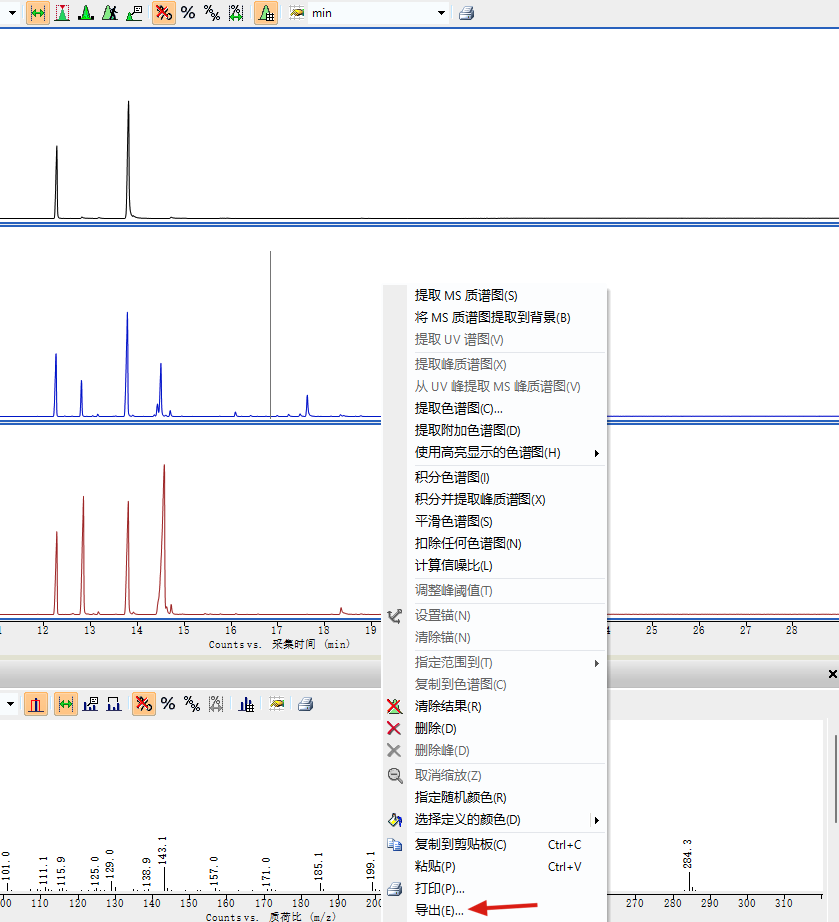 min
提取 MS 质谱图(S)
将 MS 质谱图提取到背景(B)
提取 UV 谱图(V)
提取峰质谱图(X)
从 UV 峰提取 MS 峰质谱图(V)
提取色谱图(C)...
提取附加色谱图(D)
使用高亮显示的色谱图(H)
积分色谱图(I)
积分并提取峰质谱图(X)
平滑色谱图(S)
扣除任何色谱图(N)
计算信噪比(L)
调整峰阈值(T)
设置锚(N)
清除锚(N)
指定范围到(T)
复制到色谱图(C)
清除结果(R)
删除(D)
删除峰(D)
取消缩放(Z)
指定随机颜色(R)
选择定义的颜色(D)
复制到剪贴板(C) Ctrl+C
粘贴(P) Ctrl+V
打印(P)...
导出(E)...
12 13 14 15 16 17 18 19 25 26 27 28
Counts vs. 采集时间 (min)
101.0 111.1 115.9 125.0 129.0 138.9 143.1 157.0 171.0 185.1 199.1 284.3
110 120 130 140 150 160 170 180 190 270 280 290 300 310
Counts vs. 质荷比 (m/z)